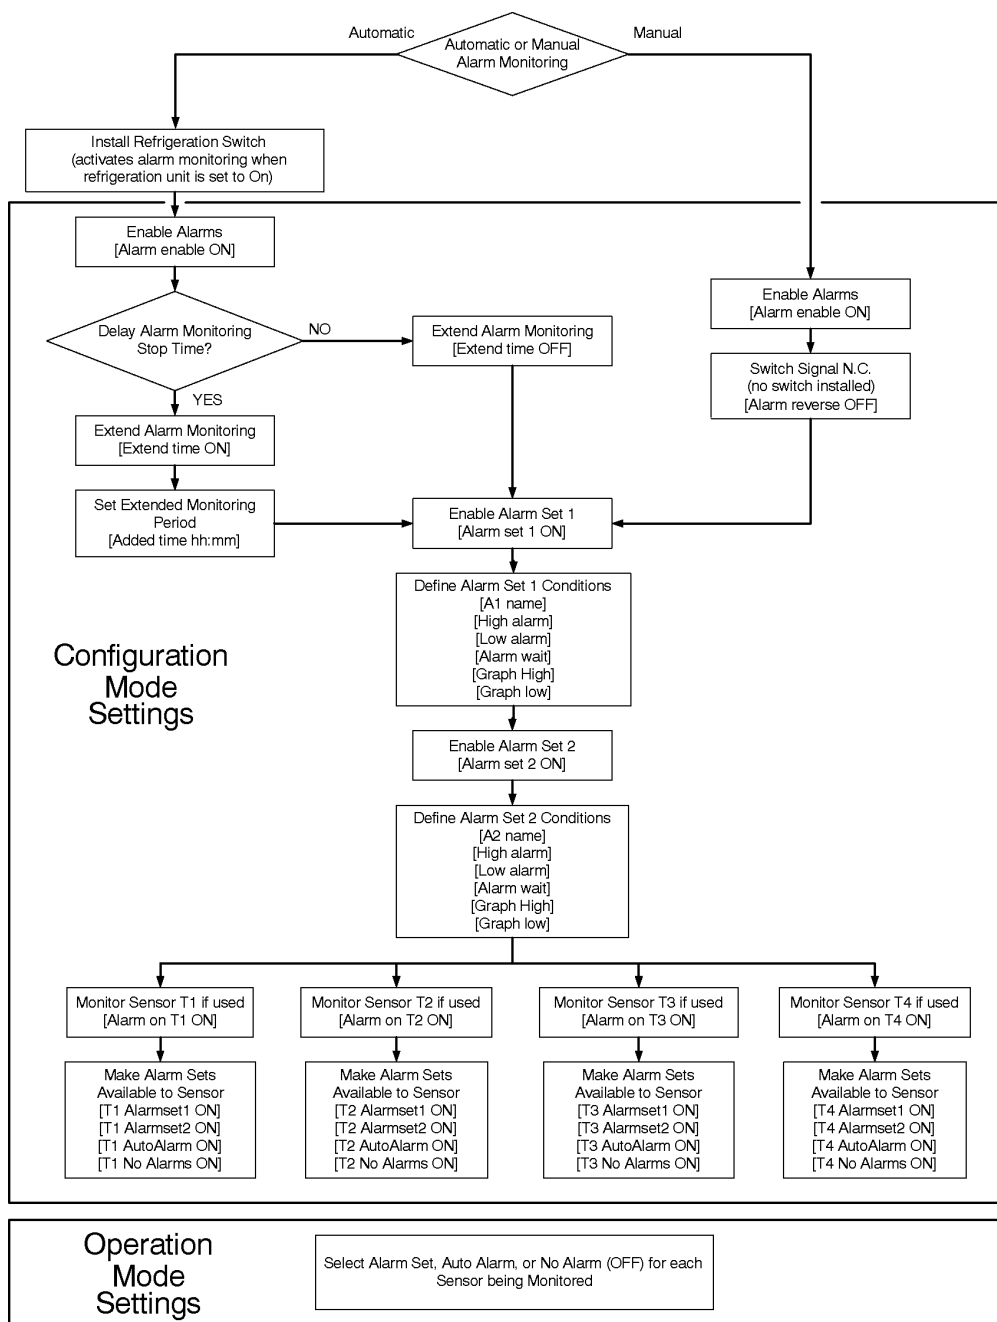 Automatic
Automatic or Manual
Alarm Monitoring
Manual
Install Refrigeration Switch
(activates alarm monitoring when
refrigeration unit is set to On)
Enable Alarms
[Alarm enable ON]
Delay Alarm Monitoring
Stop Time?
NO
Extend Alarm Monitoring
[Extend time OFF]
Enable Alarms
[Alarm enable ON]
Switch Signal N.C.
(no switch installed)
[Alarm reverse OFF]
YES
Extend Alarm Monitoring
[Extend time ON]
Set Extended Monitoring
Period
[Added time hh:mm]
Enable Alarm Set 1
[Alarm set 1 ON]
Define Alarm Set 1 Conditions
[A1 name]
[High alarm]
[Low alarm]
[Alarm wait]
[Graph High]
[Graph low]
Configuration
Mode
Settings
Enable Alarm Set 2
[Alarm set 2 ON]
Define Alarm Set 2 Conditions
[A2 name]
[High alarm]
[Low alarm]
[Alarm wait]
[Graph High]
[Graph low]
Monitor Sensor T1 if used
[Alarm on T1 ON]
Monitor Sensor T2 if used
[Alarm on T2 ON]
Monitor Sensor T3 if used
[Alarm on T3 ON]
Monitor Sensor T4 if used
[Alarm on T4 ON]
Make Alarm Sets
Available to Sensor
[T1 Alarmset1 ON]
[T1 Alarmset2 ON]
[T1 AutoAlarm ON]
[T1 No Alarms ON]
Make Alarm Sets
Available to Sensor
[T2 Alarmset1 ON]
[T2 Alarmset2 ON]
[T2 AutoAlarm ON]
[T2 No Alarms ON]
Make Alarm Sets
Available to Sensor
[T3 Alarmset1 ON]
[T3 Alarmset2 ON]
[T3 AutoAlarm ON]
[T3 No Alarms ON]
Make Alarm Sets
Available to Sensor
[T4 Alarmset1 ON]
[T4 Alarmset2 ON]
[T4 AutoAlarm ON]
[T4 No Alarms ON]
Operation
Mode
Settings
Select Alarm Set, Auto Alarm, or No Alarm (OFF) for each
Sensor being Monitored